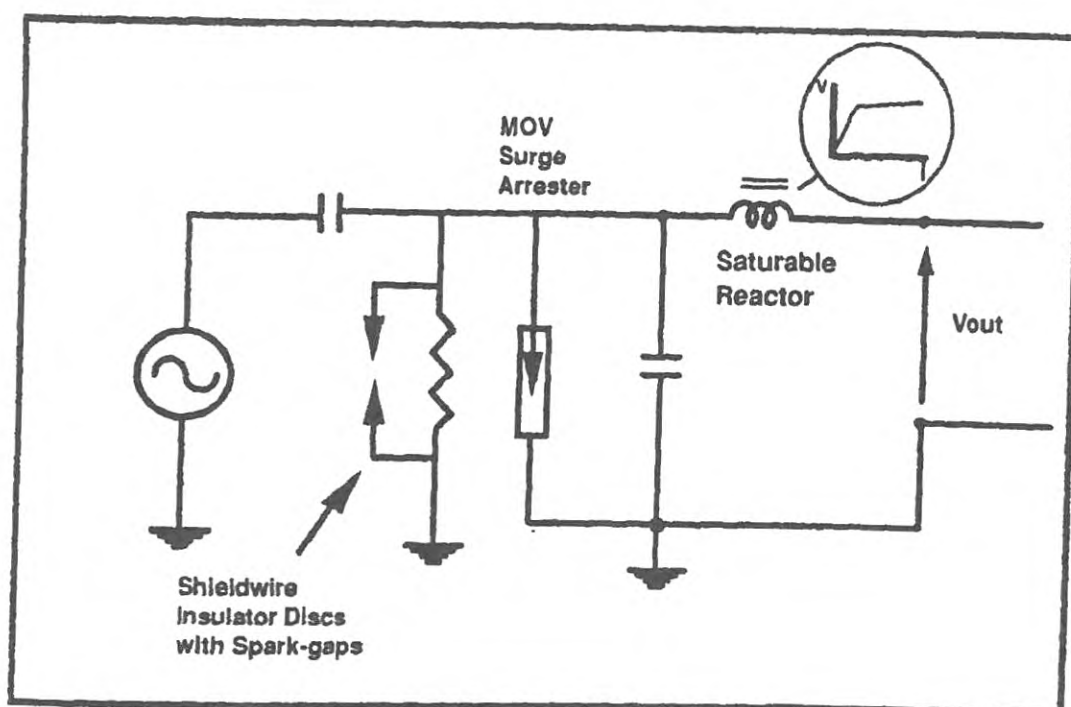 MOV
Surge
Arrester
V
I
Saturable
Reactor
Vout
Shieldwire
Insulator Discs
with Spark-gaps